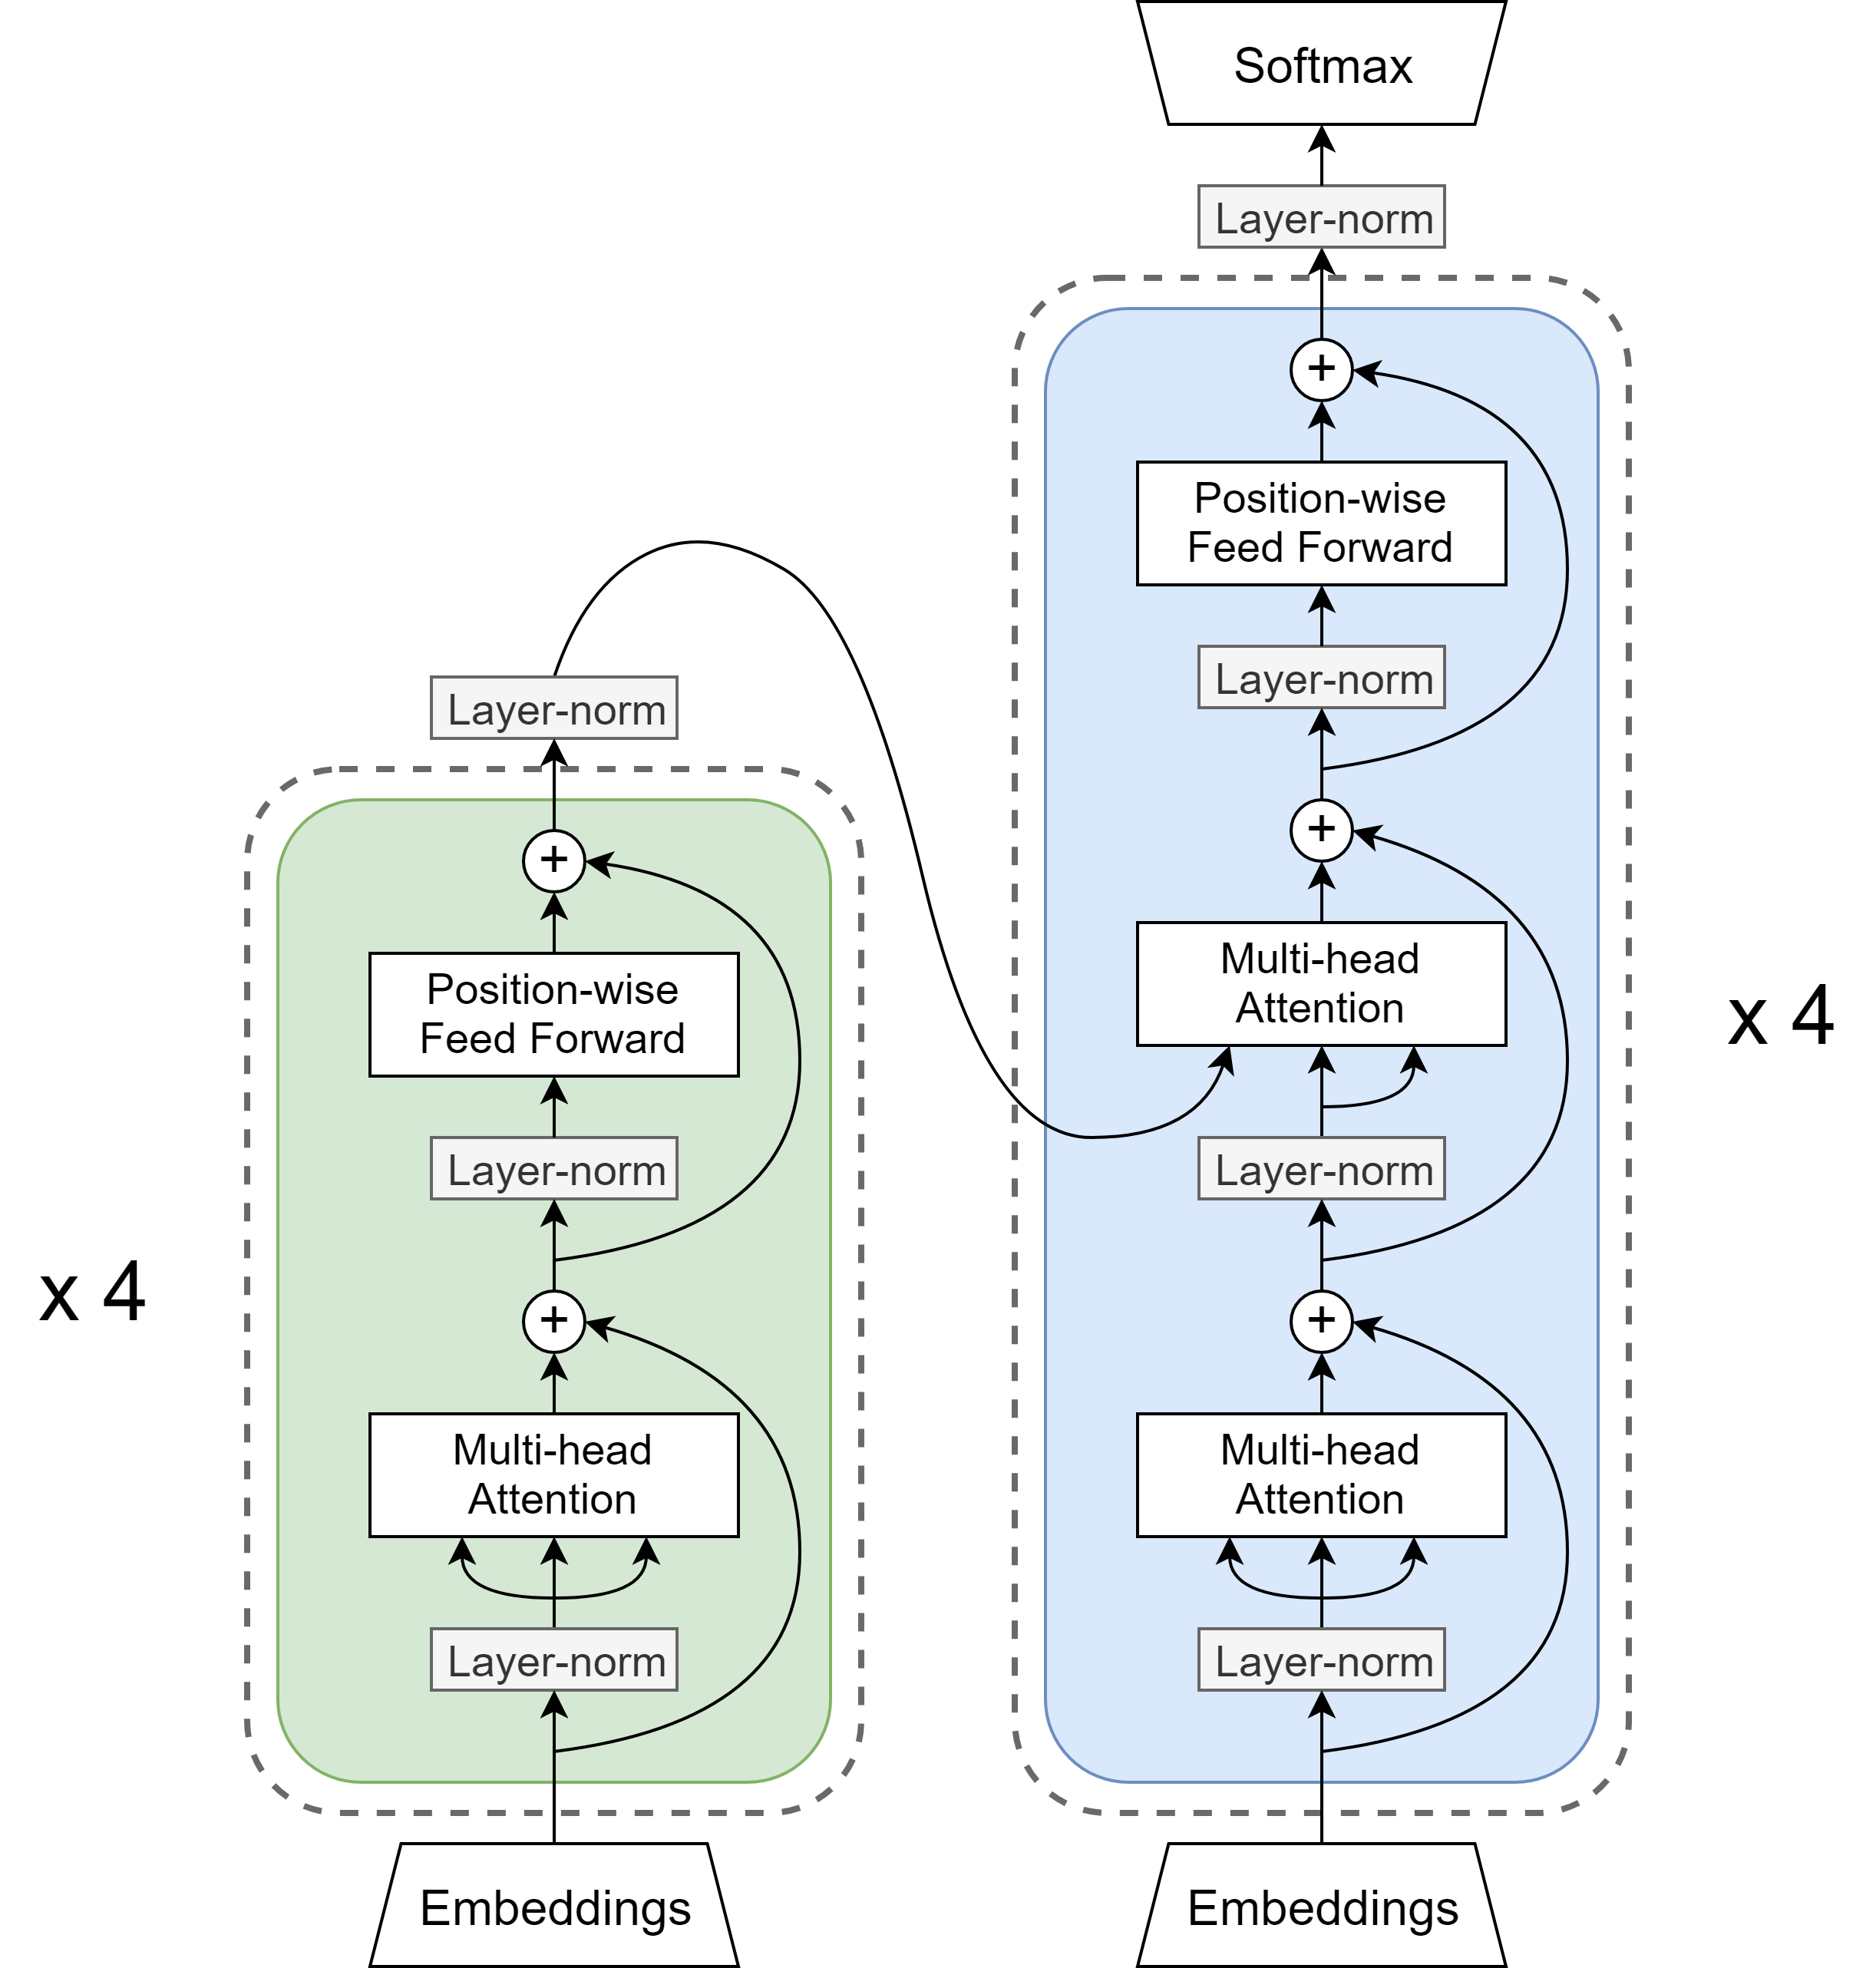 Softmax
Layer-norm
+
Position-wise
Feed Forward
Layer-norm
+
Multi-head
Attention
Layer-norm
+
Multi-head
Attention
Layer-norm
Embeddings
x 4
Layer-norm
+
Position-wise
Feed Forward
Layer-norm
+
Multi-head
Attention
Layer-norm
Embeddings
x 4